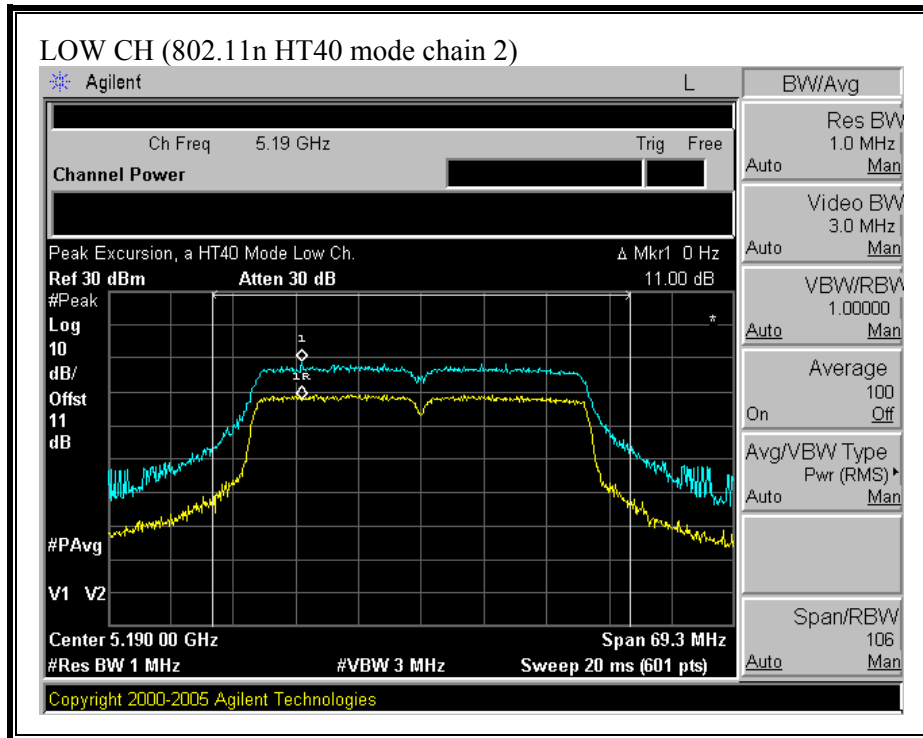 LOW CH (802.11n HT40 mode chain 2)
Agilent L
Ch Freq 5.19 GHz Trig Free
Channel Power
Peak Excursion, a HT40 Mode Low Ch. Δ Mkr1 0 Hz
Ref 30 dBm Atten 30 dB 11.00 dB
#Peak
Log
10
dB/
Offst
11
dB
1
1R
*
#PAvg
V1 V2
Center 5.190 00 GHz Span 69.3 MHz
#Res BW 1 MHz #VBW 3 MHz Sweep 20 ms (601 pts)
Copyright 2000-2005 Agilent Technologies
BW/Avg
Res BW
1.0 MHz
Auto Man
Video BW
3.0 MHz
Auto Man
VBW/RBW
1.00000
Auto Man
Average
100
On Off
Avg/VBW Type
Pwr (RMS)
Auto Man
Span/RBW
106
Auto Man